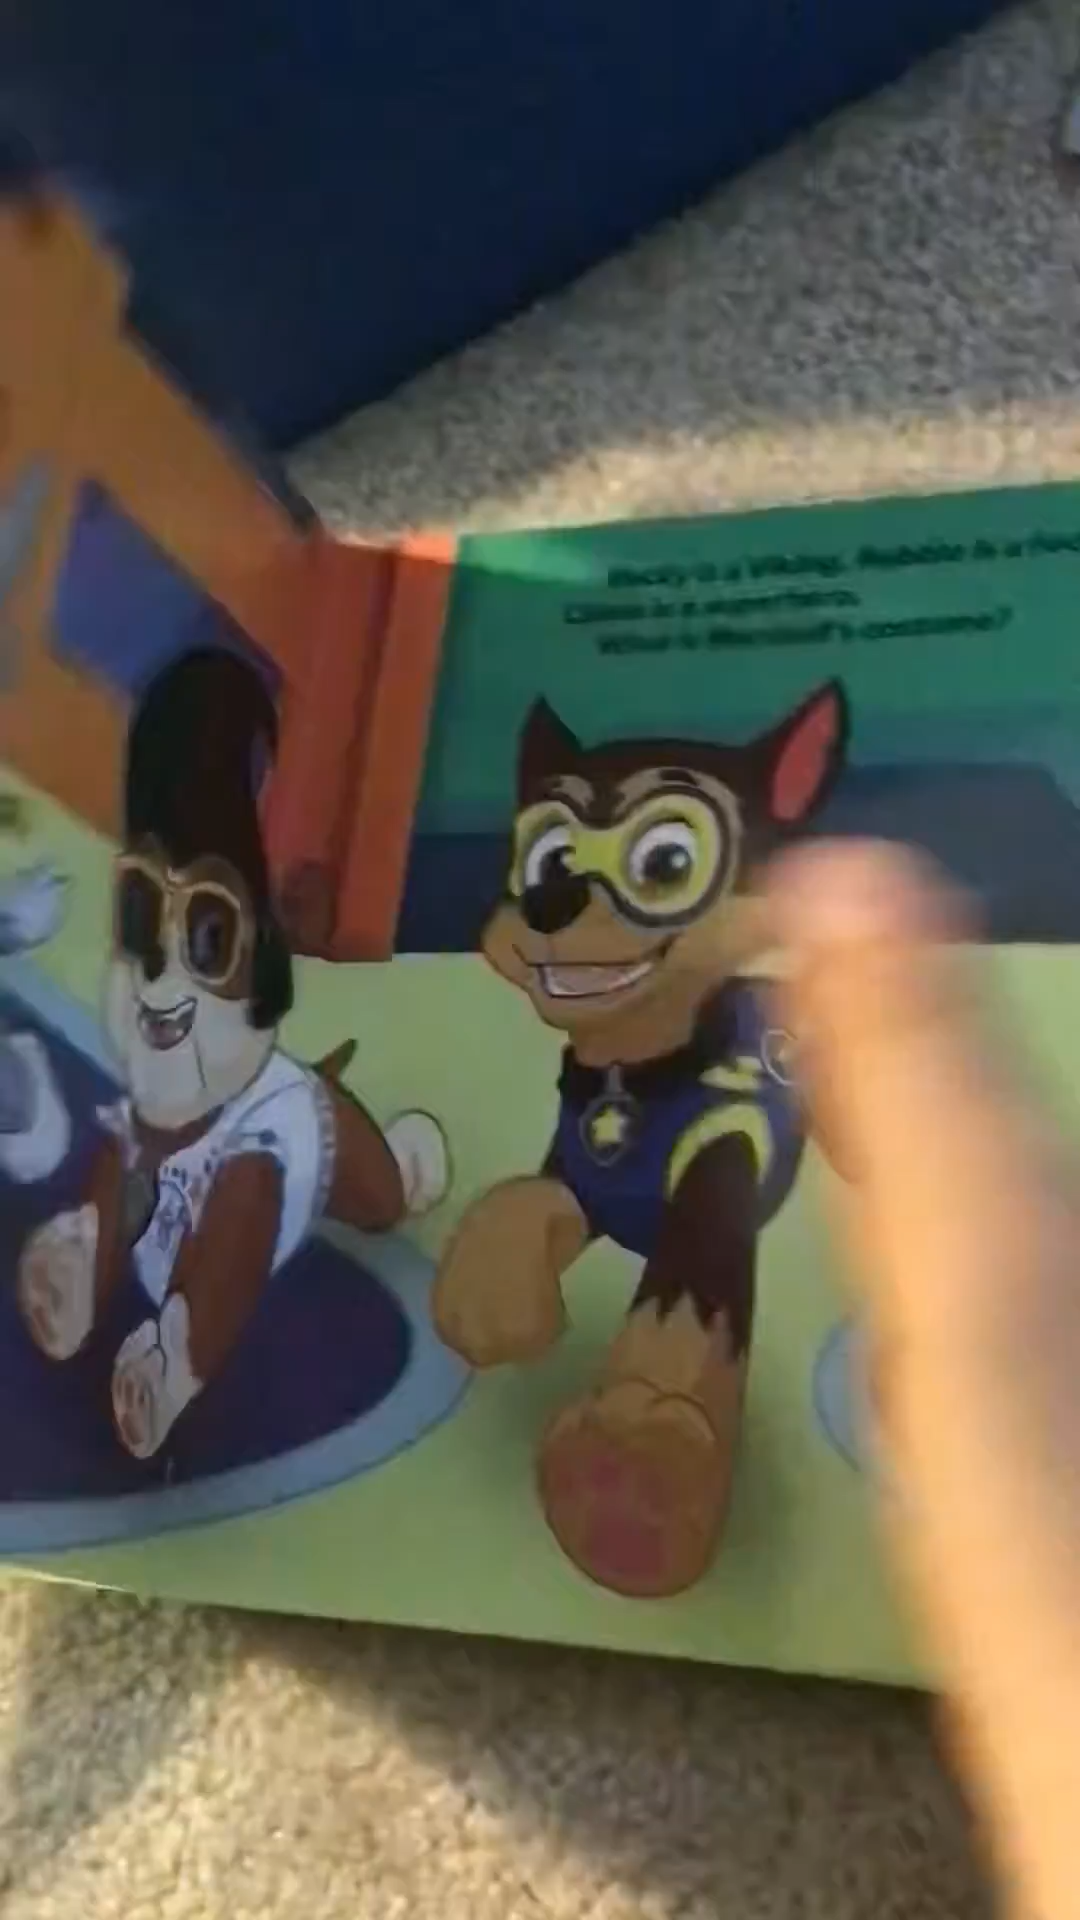 Rocky is a Viking. Rubble is a
Chase is a superhero.
What is Marshall's costume?